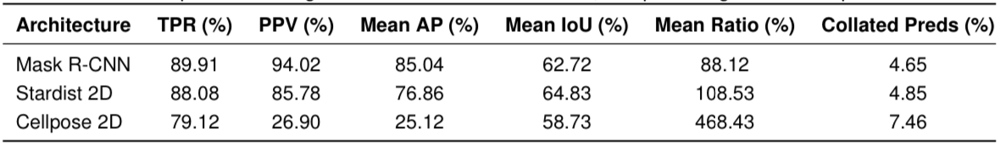 Architecture TPR (%) PPV (%) Mean AP (%) Mean IoU (%) Mean Ratio (%) Collated Preds (%)
Mask R-CNN 89.91 94.02 85.04 62.72 88.12 4.65
Stardist 2D 88.08 85.78 76.86 64.83 108.53 4.85
Cellpose 2D 79.12 26.90 25.12 58.73 468.43 7.46